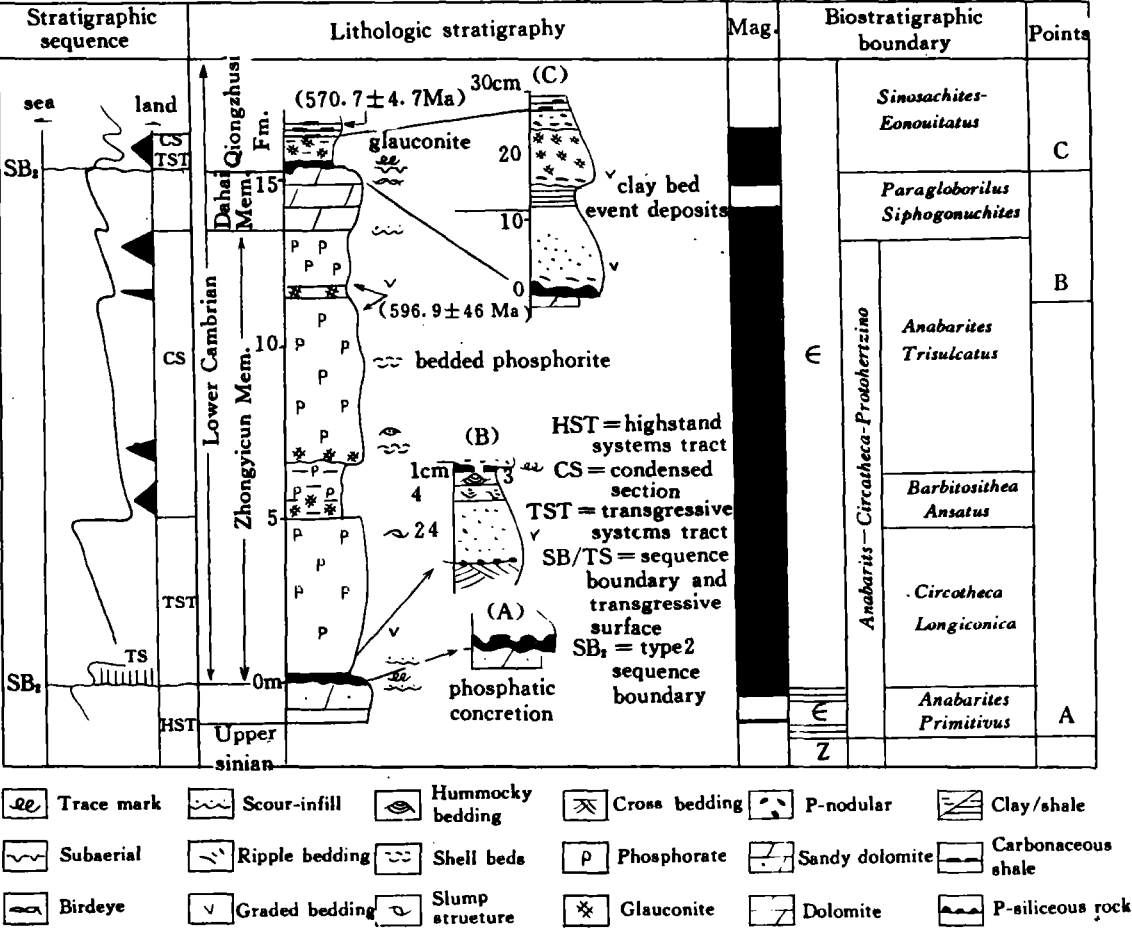 Stratigraphic
sequence
Lithologic stratigraphy
Mag.
Biostratigraphic
boundary
Points
sea
land
CS
TST
SB₂
CS
TST
TS
SB₂
HST
Lower Cambrian
Qiongzhusi
Fm.
Dahai
Mem.
Zhongyicun Mem.
Upper
sinian
15
10
5
0m
(570.7±4.7Ma)
glauconite
(596.9±46 Ma)
bedded phosphorite
30cm
(C)
20
10
0
clay bed
event deposits
(B)
1cm
3
4
24
(A)
phosphatic
concretion
HST=highstand
systems tract
CS=condensed
section
TST=transgressive
systcms tract
SB/TS=sequence
boundary and
transgressive
surface
SB₂=type2
sequence
boundary
ϵ
ϵ
Z
Anabarits—Circatheca-Protohertzino
Sinosachites-
Eonouitatus
Paragloborilus
Siphogonuchites
Anabarites
Trisulcatus
Barbitosithea
Ansatus
Circotheca
Longiconica
Anabarites
Primitivus
C
B
A
Trace mark
Scour-infill
Hummocky
bedding
Cross bedding
P-nodular
Clay/shale
Subaerial
Ripple bedding
Shell beds
Phosphorate
Sandy dolomite
Carbonaceous
shale
Birdeye
Graded bedding
Slump
strueture
Glauconite
Dolomite
P-siliceous rock